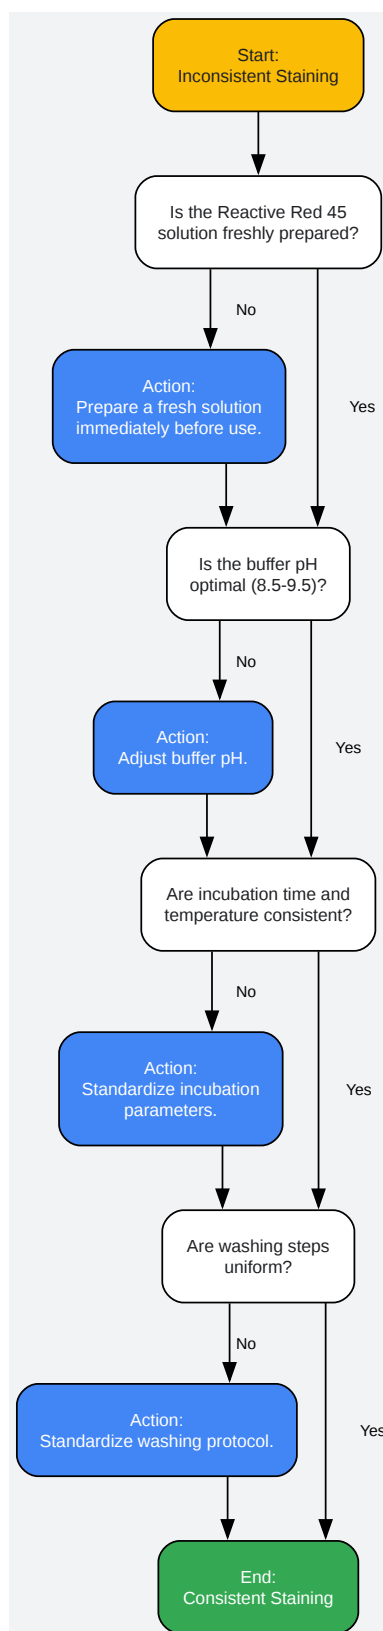 Start:
Inconsistent Staining
Is the Reactive Red 45
solution freshly prepared?
No
Action:
Prepare a fresh solution
immediately before use.
Yes
Is the buffer pH
optimal (8.5-9.5)?
No
Action:
Adjust buffer pH.
Yes
Are incubation time and
temperature consistent?
No
Action:
Standardize incubation
parameters.
Yes
Are washing steps
uniform?
No
Action:
Standardize washing protocol.
Yes
End:
Consistent Staining